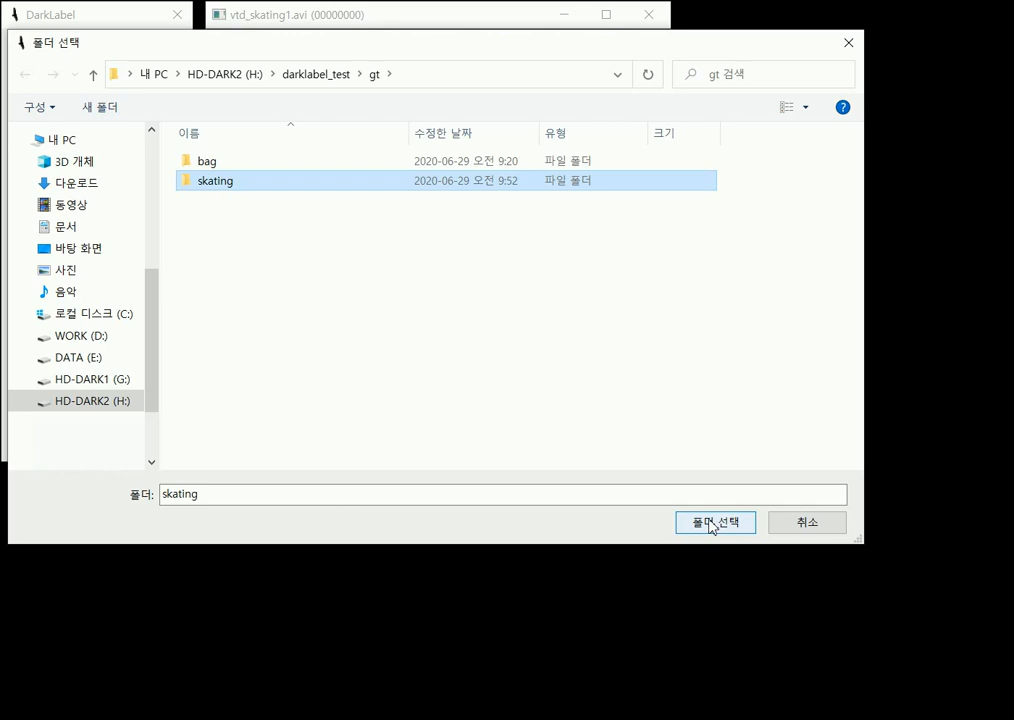 DarkLabel
vtd_skating1.avi (00000000)
폴더 선택
내 PC > HD-DARK2 (H:) > darklabel_test > gt >
gt 검색
구성
새 폴더
내 PC
3D 개체
다운로드
동영상
문서
바탕 화면
사진
음악
로컬 디스크 (C:)
WORK (D:)
DATA (E:)
HD-DARK1 (G:)
HD-DARK2 (H:)
이름 수정한 날짜 유형 크기
bag 2020-06-29 오전 9:20 파일 폴더
skating 2020-06-29 오전 9:52 파일 폴더
폴더: skating
폴더 선택
취소